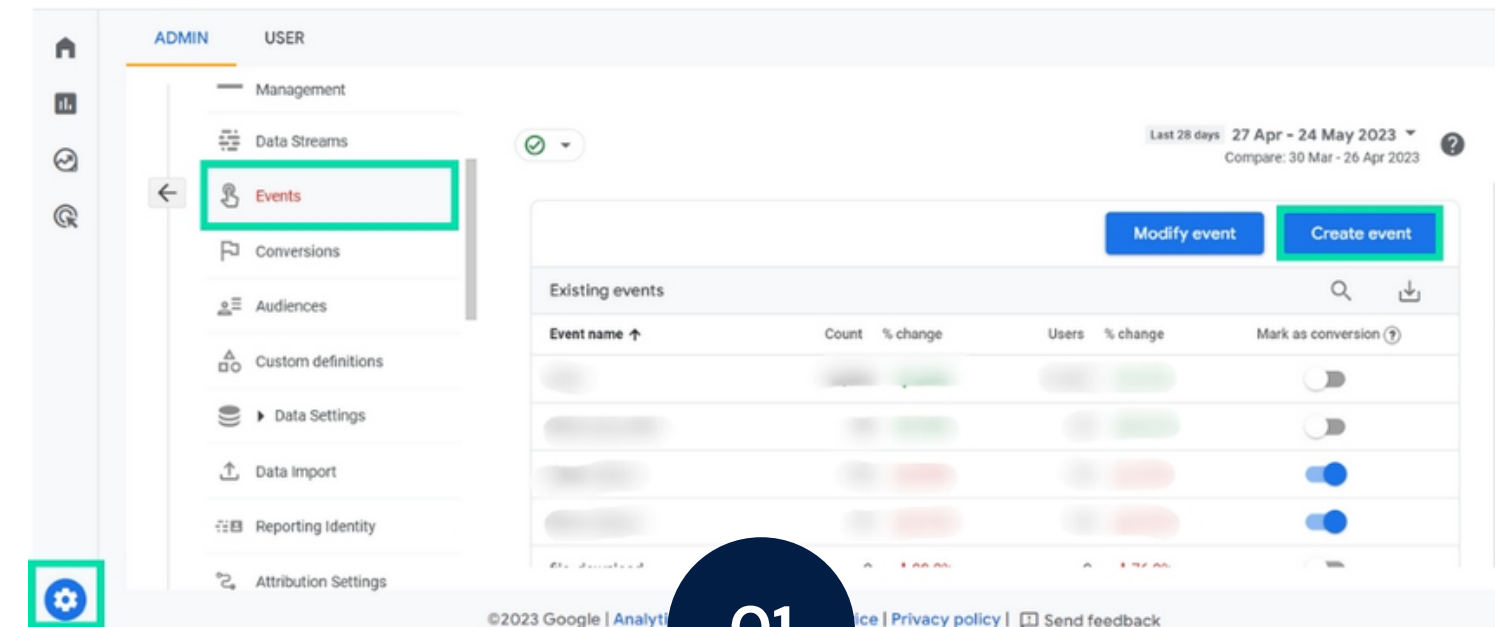 ADMIN USER
Management
Data Streams
Last 28 days 27 Apr - 24 May 2023
Compare: 30 Mar - 26 Apr 2023
Events
Modify event Create event
Conversions
Existing events
Audiences
Event name Count % change Users % change Mark as conversion
Custom definitions
Data Settings
Data Import
Reporting Identity
Attribution Settings
©2023 Google | | Privacy policy | Send feedback
01